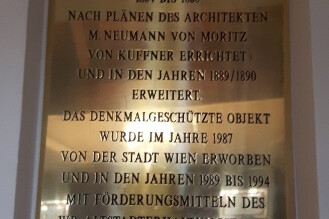 BIS
NACH PLÄNEN DES ARCHITEKTEN
M. NEUMANN VON MORITZ
VON KUFFNER ERRICHTET
UND IN DEN JAHREN 1889/1890
ERWEITERT.
DAS DENKMALGESCHÜTZTE OBJEKT
WURDE IM JAHRE 1987
VON DER STADT WIEN ERWORBEN
UND IN DEN JAHREN 1989 BIS 1994
MIT FÖRDERUNGSMITTELN DES